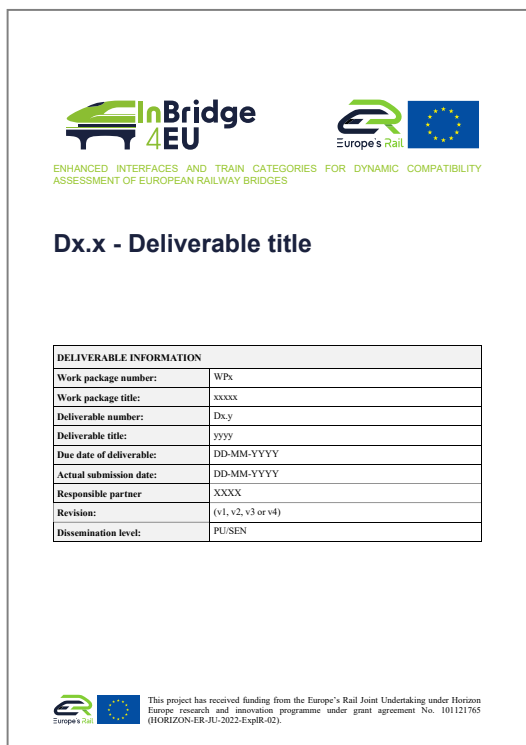 InBridge
4EU
Europe's Rail
ENHANCED INTERFACES AND TRAIN CATEGORIES FOR DYNAMIC COMPATIBILITY
ASSESSMENT OF EUROPEAN RAILWAY BRIDGES
Dx.x - Deliverable title
DELIVERABLE INFORMATION
Work package number: WPx
Work package title: xxxxx
Deliverable number: Dx.y
Deliverable title: yyyy
Due date of deliverable: DD-MM-YYYY
Actual submission date: DD-MM-YYYY
Responsible partner XXXX
Revision: (v1, v2, v3 or v4)
Dissemination level: PU/SEN
Europe's Rail
This project has received funding from the Europe's Rail Joint Undertaking under Horizon
Europe research and innovation programme under grant agreement No. 101121765
(HORIZON-ER-JU-2022-ExplR-02).